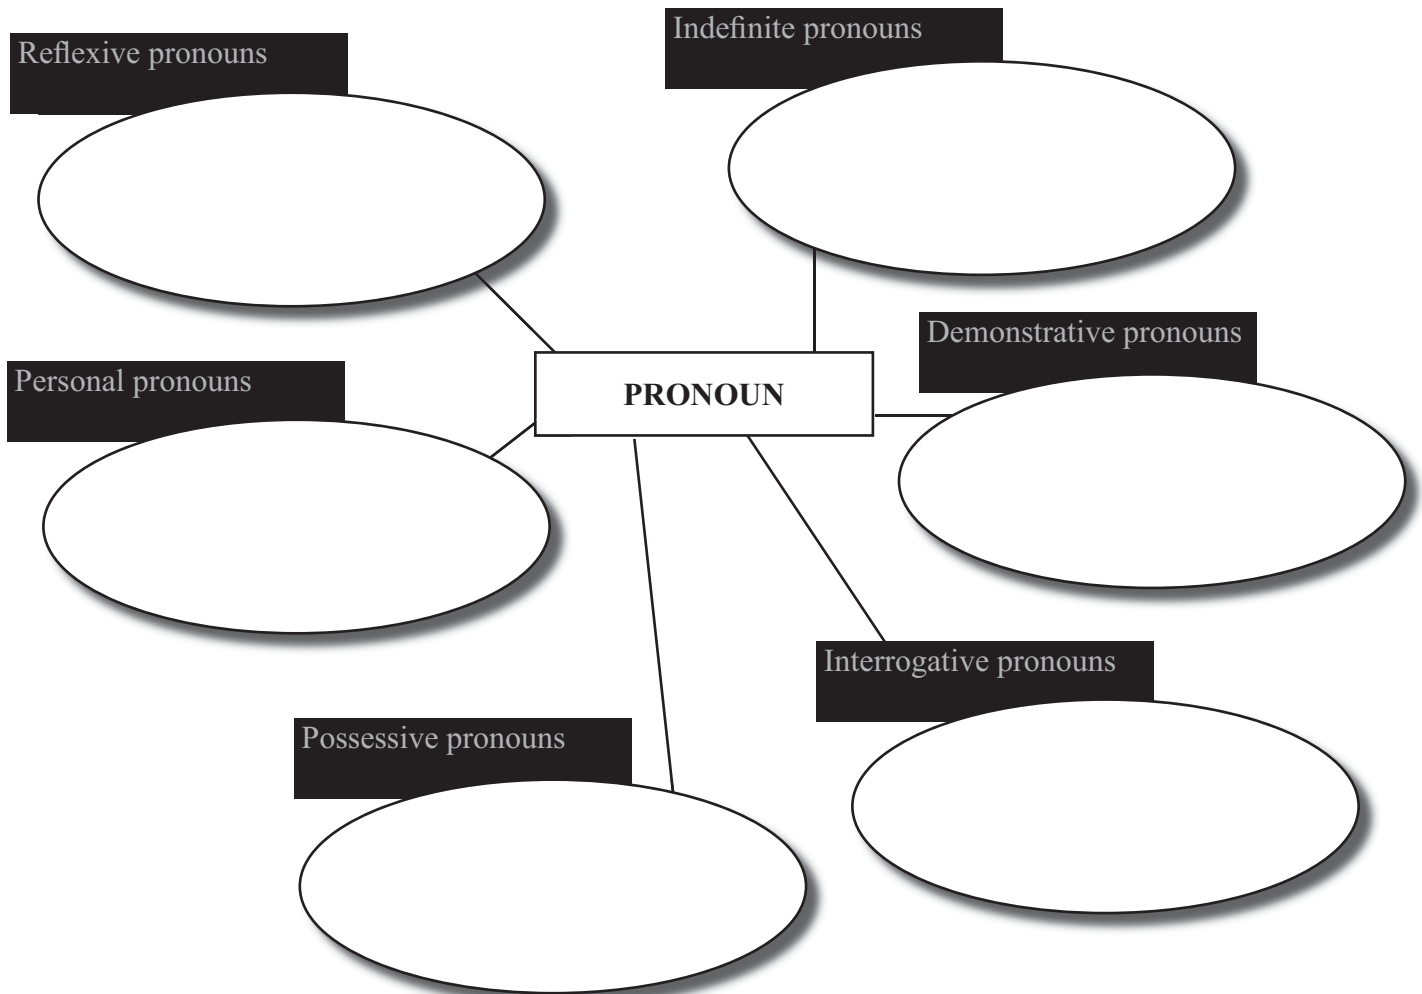 Indefinite pronouns
Reflexive pronouns
Demonstrative pronouns
Personal pronouns
PRONOUN
Interrogative pronouns
Possessive pronouns